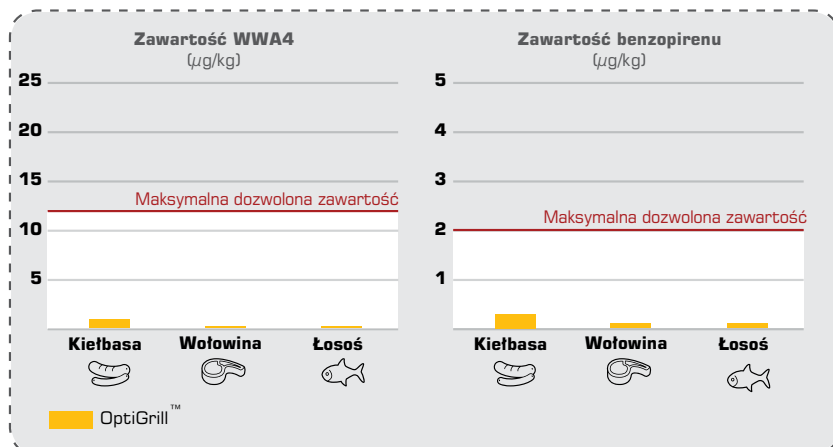 Zawartość WWA4
(µg/kg)
25
20
15
Maksymalna dozwolona zawartość
10
5
Kiełbasa Wołowina Łosoś
Zawartość benzopirenu
(µg/kg)
5
4
3
Maksymalna dozwolona zawartość
2
1
Kiełbasa Wołowina Łosoś
OptiGrill™